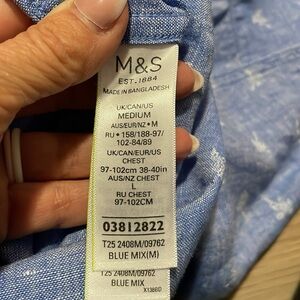 M&S
EST. 1884
MADE IN BANGLADESH
UK/CAN/US
MEDIUM
AUS/EUR/NZ • M
RU • 158/188-97/
102-84/89
UK/CAN/EUR/US
CHEST
97-102cm 38-40in
AUS/NZ CHEST
L
RU CHEST
97-102CM
03812822
T25 2408M/09762
BLUE MIX(M)
T25 2408M/09762
BLUE MIX